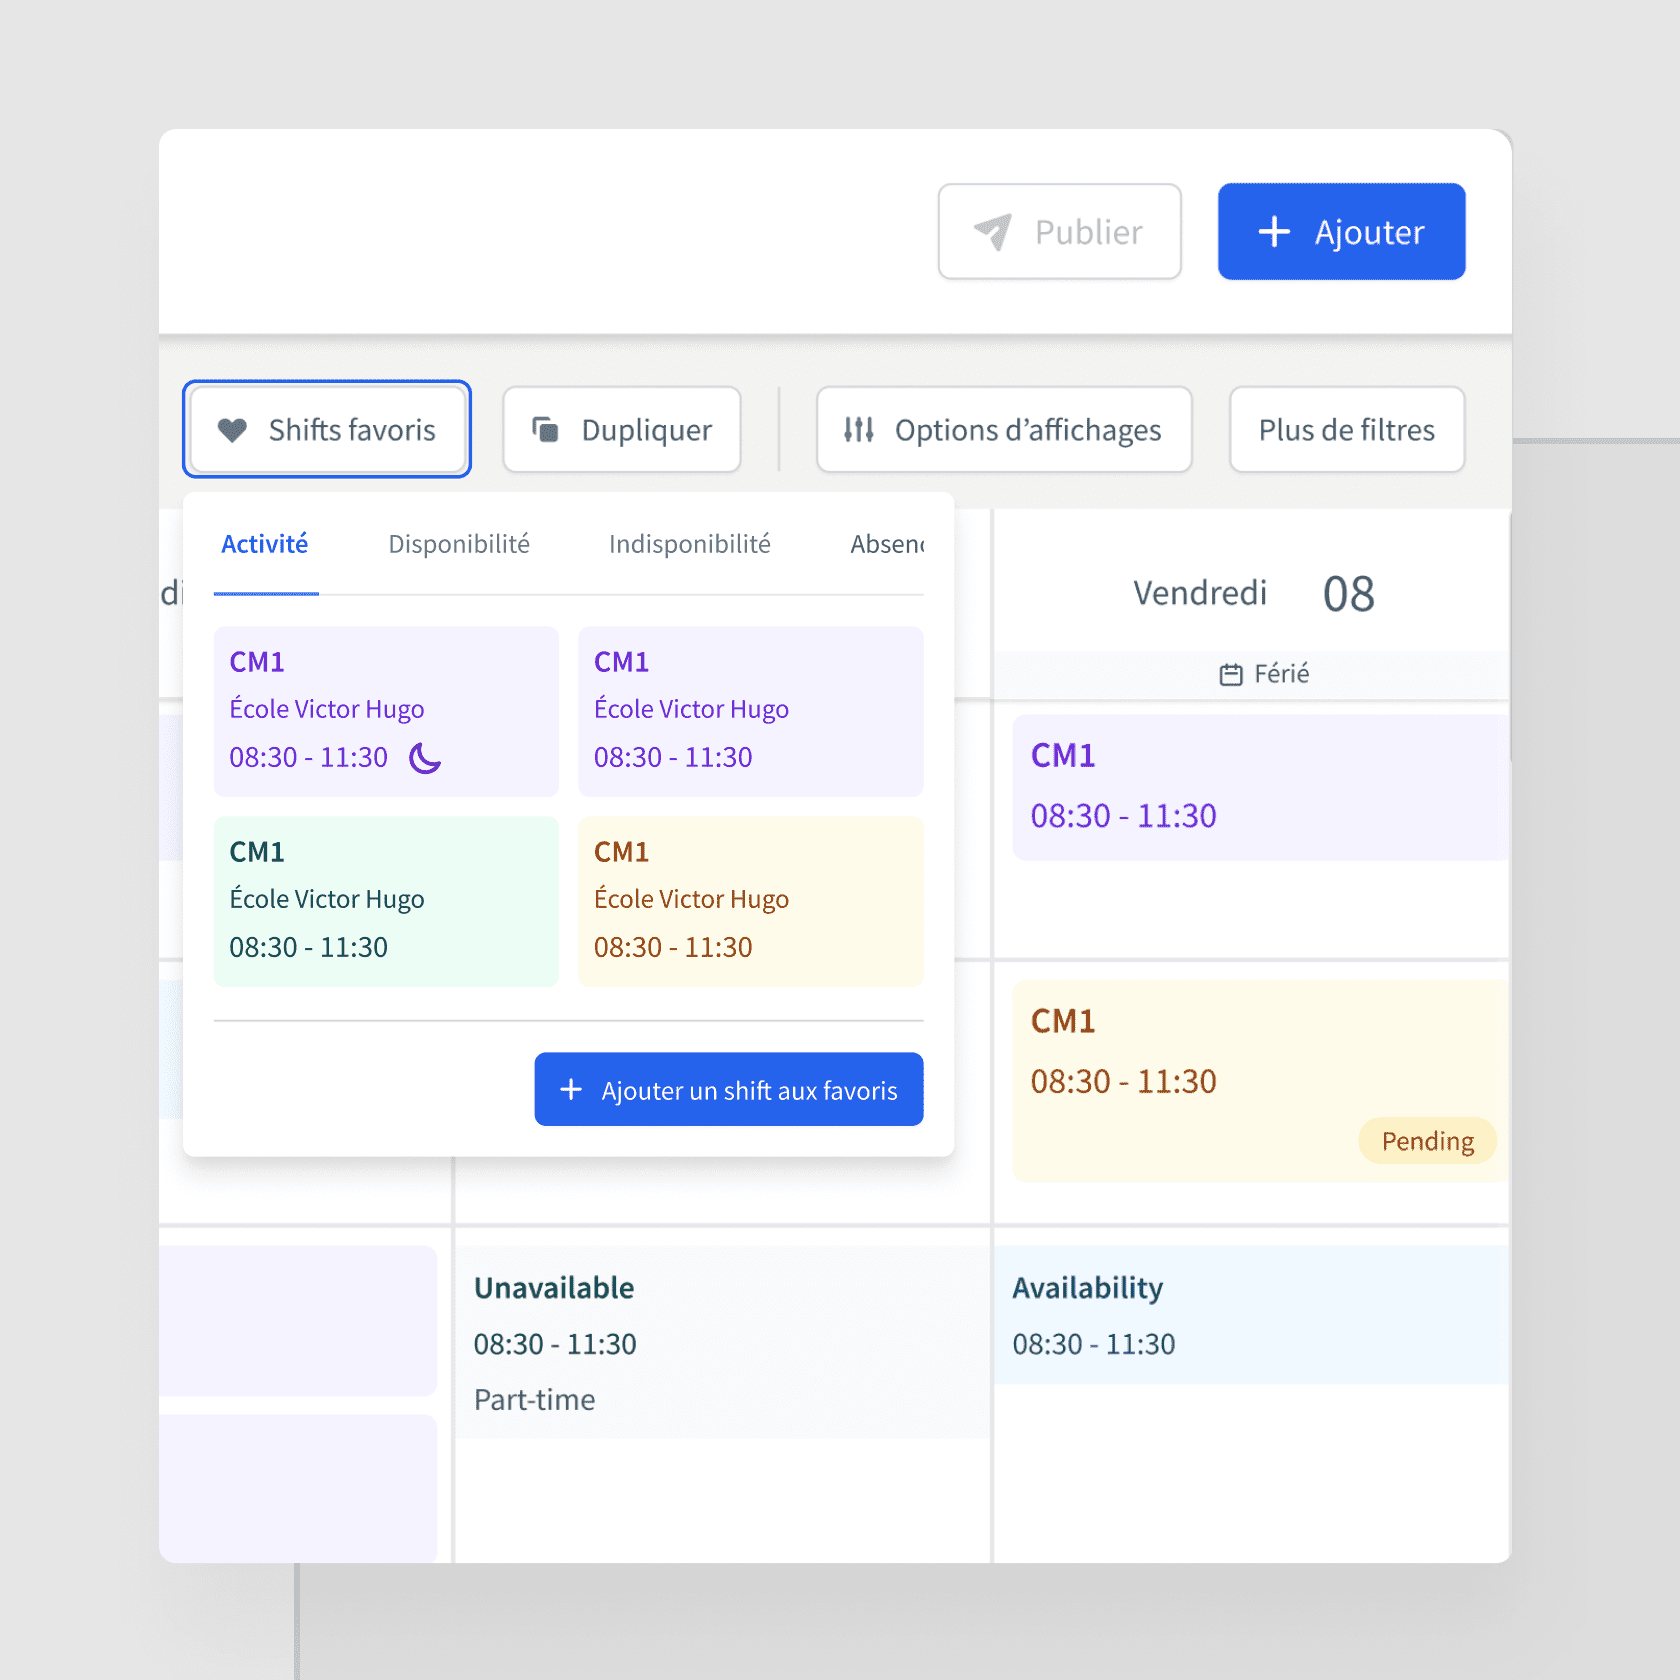 Publier
Ajouter
Shifts favoris
Dupliquer
Options d’affichages
Plus de filtres
Activité
Disponibilité
Indisponibilité
Vendredi 08
Férié
CM1
École Victor Hugo
08:30 - 11:30
CM1
École Victor Hugo
08:30 - 11:30
CM1
École Victor Hugo
08:30 - 11:30
CM1
École Victor Hugo
08:30 - 11:30
Ajouter un shift aux favoris
CM1
08:30 - 11:30
CM1
08:30 - 11:30
Pending
Unavailable
08:30 - 11:30
Part-time
Availability
08:30 - 11:30